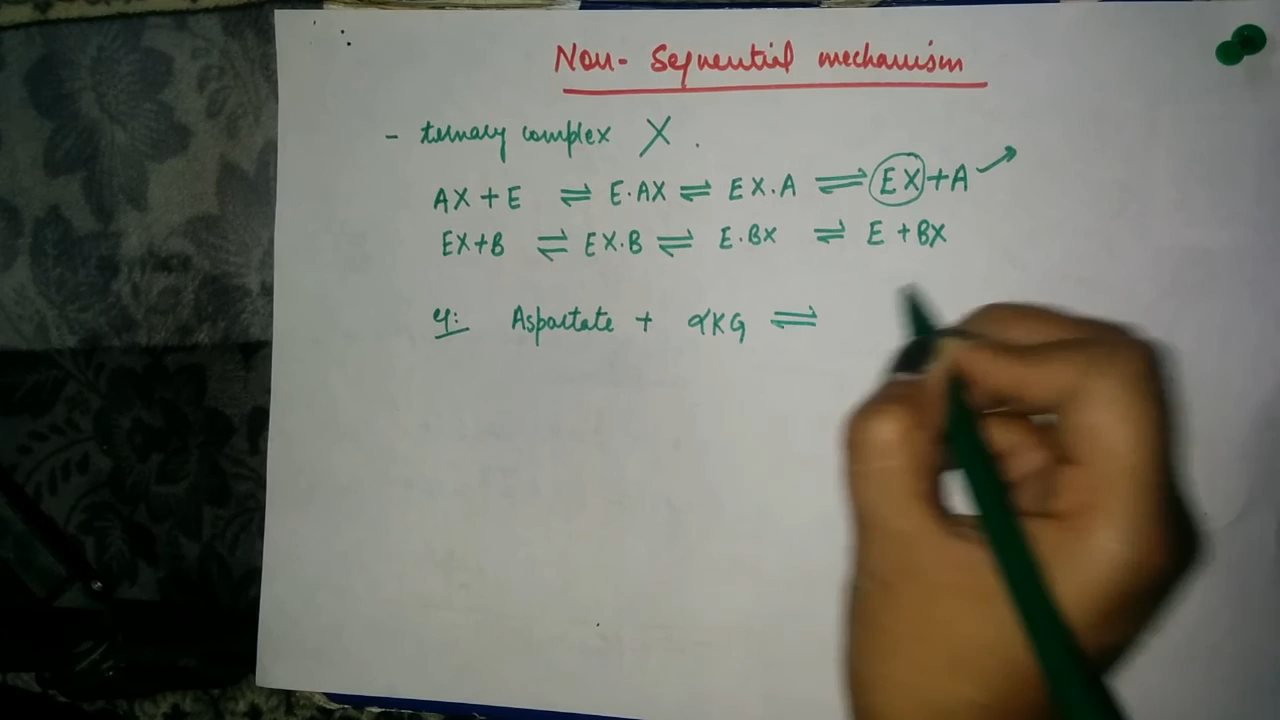 Non- Sequential mechanism
- ternary complex X.
AX + E ⇌ E·AX ⇌ EX·A ⇌ EX + A ↗
EX + B ⇌ EX·B ⇌ E·BX ⇌ E + BX
eg: Aspartate + αKG ⇌